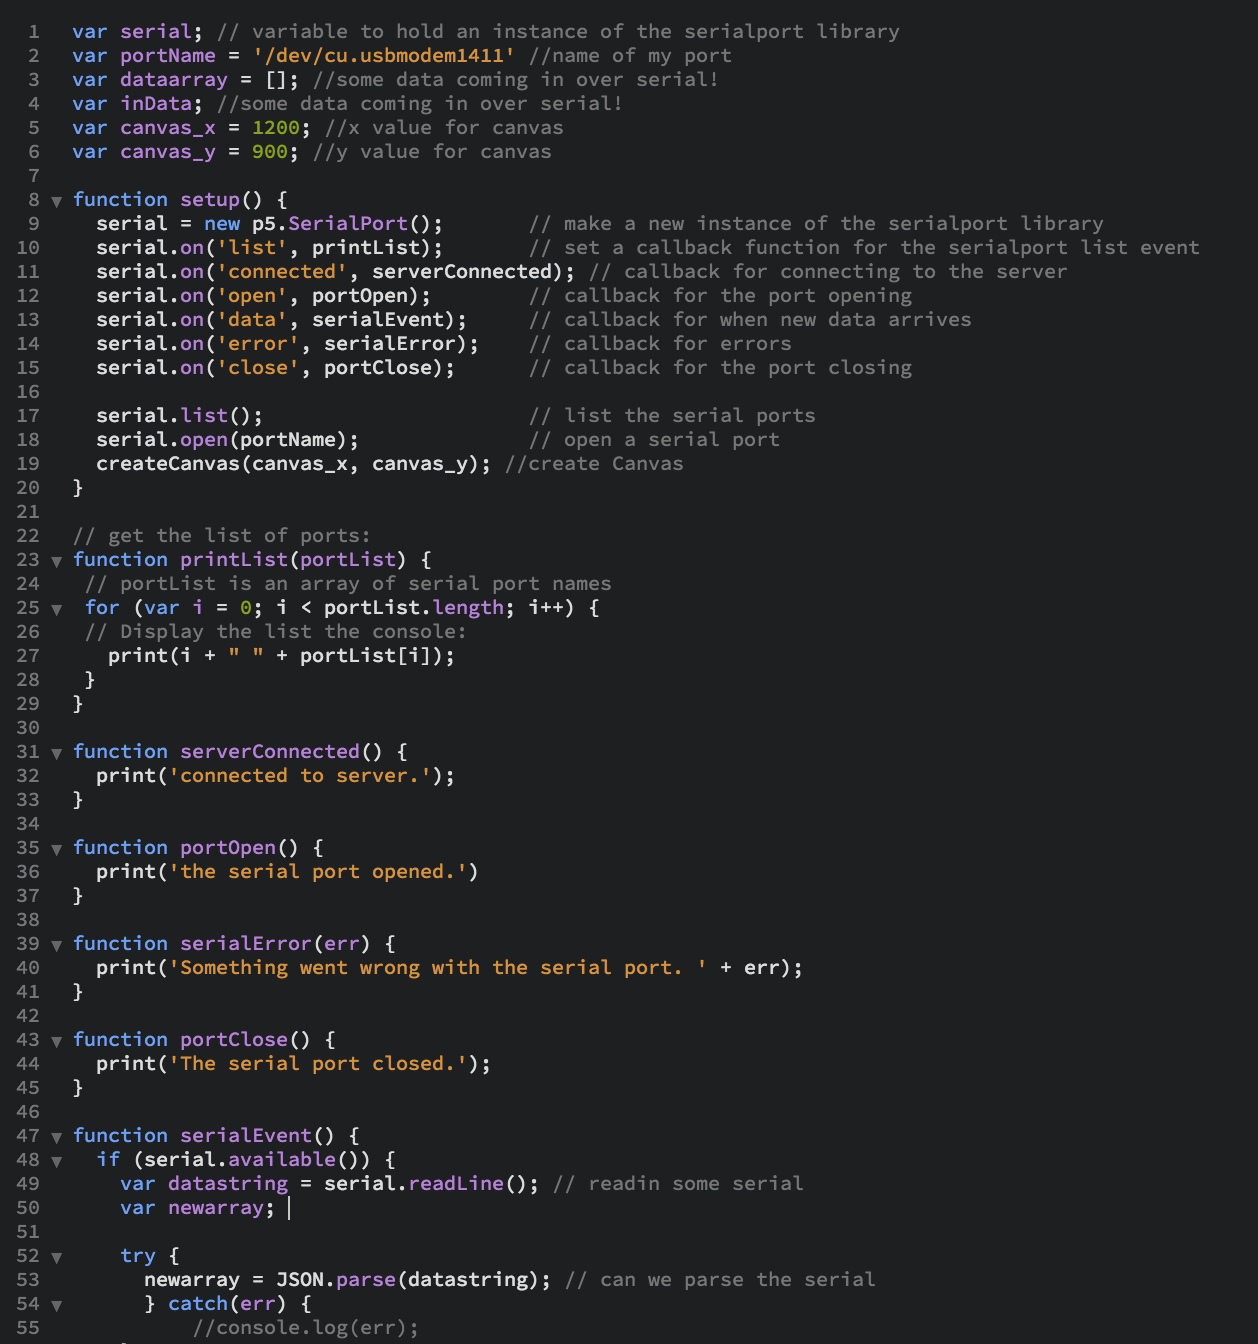 1 var serial; // variable to hold an instance of the serialport library
2 var portName = '/dev/cu.usbmodem1411' //name of my port
3 var dataarray = []; //some data coming in over serial!
4 var inData; //some data coming in over serial!
5 var canvas_x = 1200; //x value for canvas
6 var canvas_y = 900; //y value for canvas
7
8 function setup() {
9   serial = new p5.SerialPort();       // make a new instance of the serialport library
10   serial.on('list', printList);       // set a callback function for the serialport list event
11   serial.on('connected', serverConnected); // callback for connecting to the server
12   serial.on('open', portOpen);        // callback for the port opening
13   serial.on('data', serialEvent);     // callback for when new data arrives
14   serial.on('error', serialError);    // callback for errors
15   serial.on('close', portClose);      // callback for the port closing
16
17   serial.list();                      // list the serial ports
18   serial.open(portName);              // open a serial port
19   createCanvas(canvas_x, canvas_y); //create Canvas
20 }
21
22 // get the list of ports:
23 function printList(portList) {
24  // portList is an array of serial port names
25  for (var i = 0; i < portList.length; i++) {
26  // Display the list the console:
27    print(i + " " + portList[i]);
28  }
29 }
30
31 function serverConnected() {
32   print('connected to server.');
33 }
34
35 function portOpen() {
36   print('the serial port opened.')
37 }
38
39 function serialError(err) {
40   print('Something went wrong with the serial port. ' + err);
41 }
42
43 function portClose() {
44   print('The serial port closed.');
45 }
46
47 function serialEvent() {
48   if (serial.available()) {
49     var datastring = serial.readLine(); // readin some serial
50     var newarray;
51
52     try {
53       newarray = JSON.parse(datastring); // can we parse the serial
54       } catch(err) {
55           //console.log(err);